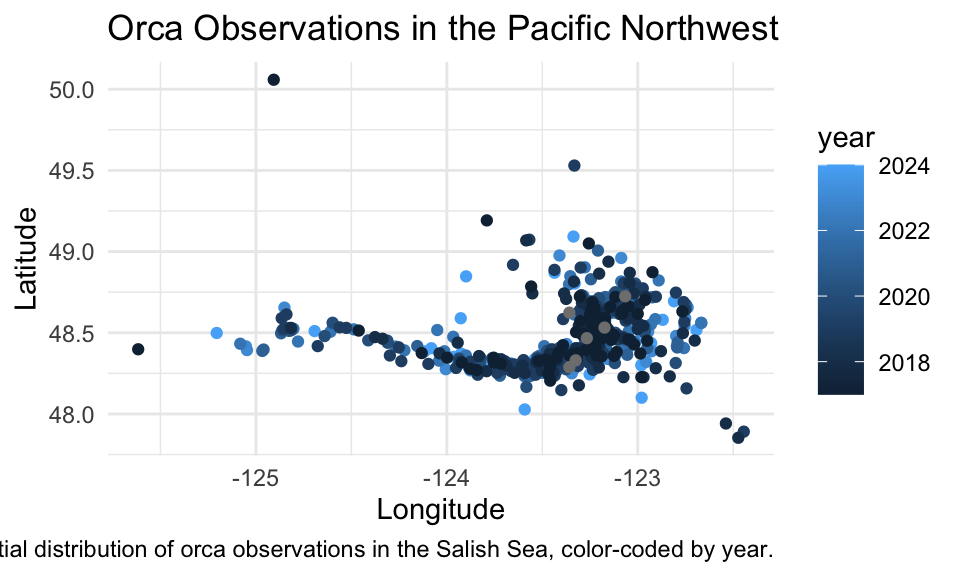 Orca Observations in the Pacific Northwest
50.0
49.5
49.0
48.5
48.0
Latitude
-125
-124
-123
Longitude
year
2024
2022
2020
2018
tial distribution of orca observations in the Salish Sea, color-coded by year.